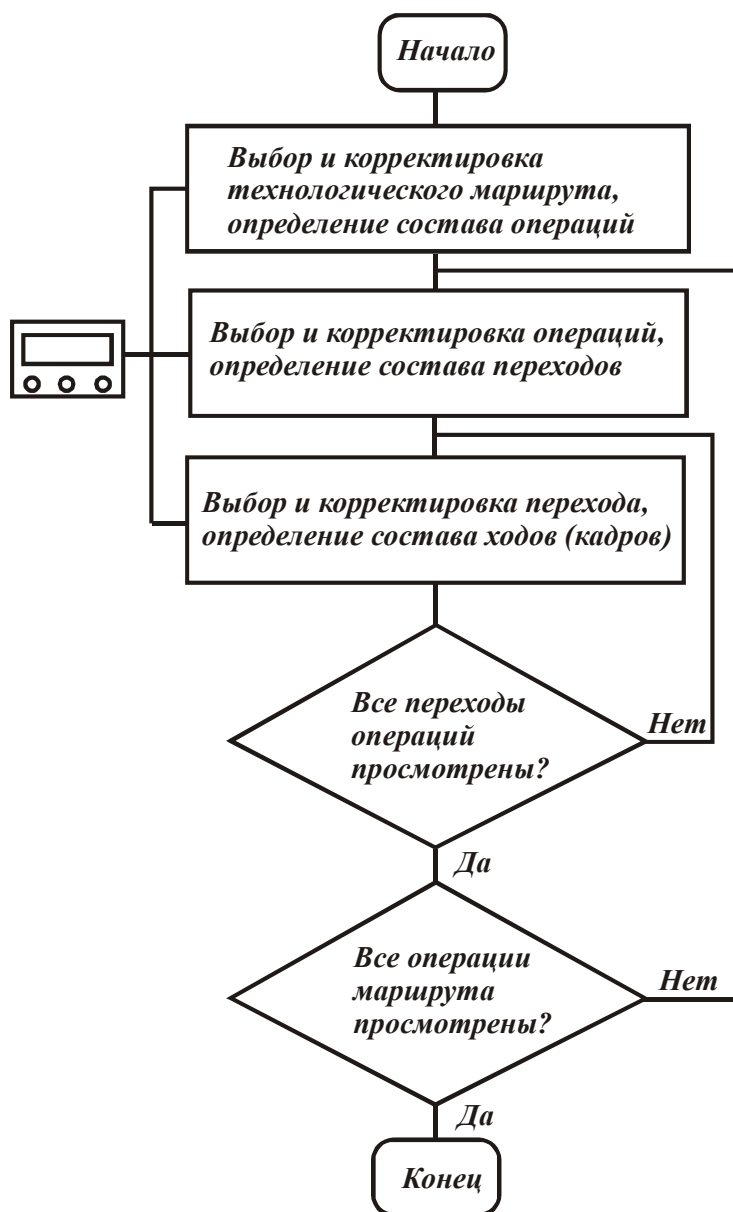 Начало
Выбор и корректировка
технологического маршрута,
определение состава операций
Выбор и корректировка операций,
определение состава переходов
Выбор и корректировка перехода,
определение состава ходов (кадров)
Все переходы
операций
просмотрены?
Нет
Да
Все операции
маршрута
просмотрены?
Нет
Да
Конец